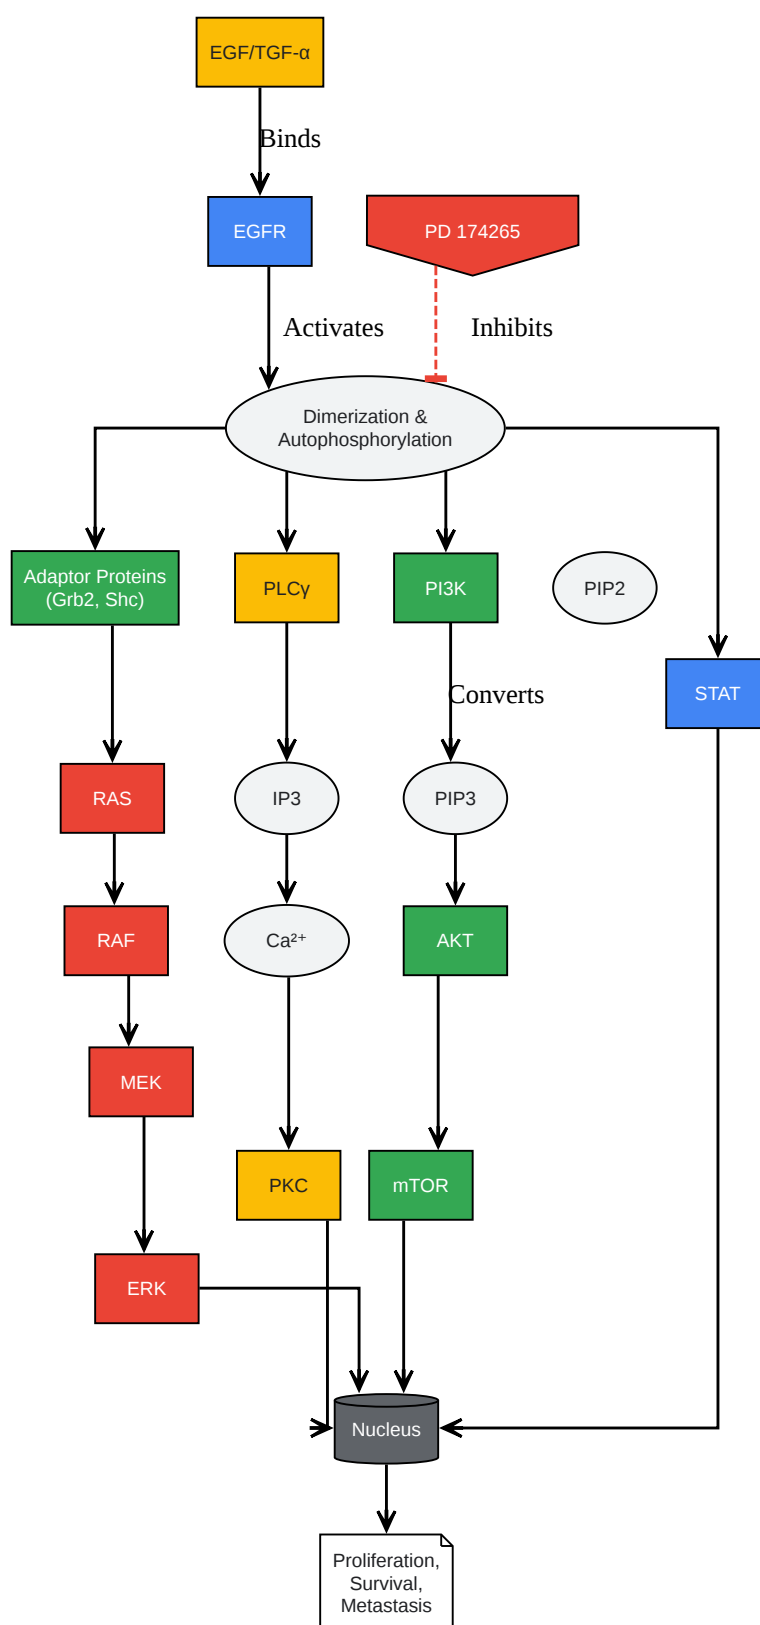 EGF/TGF-α
Binds
EGFR
PD 174265
Activates
Inhibits
Dimerization &
Autophosphorylation
Adaptor Proteins
(Grb2, Shc)
PLCγ
PI3K
PIP2
STAT
Converts
RAS
IP3
PIP3
RAF
Ca²⁺
AKT
MEK
PKC
mTOR
ERK
Nucleus
Proliferation,
Survival,
Metastasis